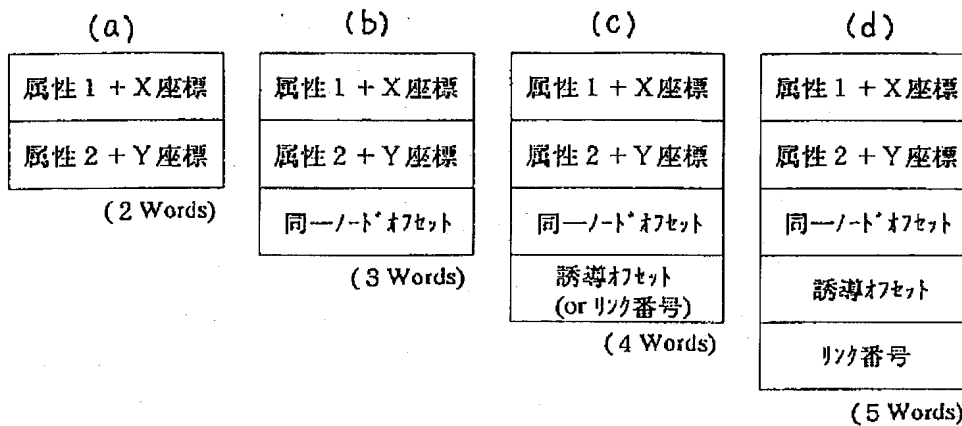 (a)
属性1+X座標
属性2+Y座標
(2 Words)
(b)
属性1+X座標
属性2+Y座標
同一ノードオフセット
(3 Words)
(c)
属性1+X座標
属性2+Y座標
同一ノードオフセット
誘導オフセット
(or リンク番号)
(4 Words)
(d)
属性1+X座標
属性2+Y座標
同一ノードオフセット
誘導オフセット
リンク番号
(5 Words)